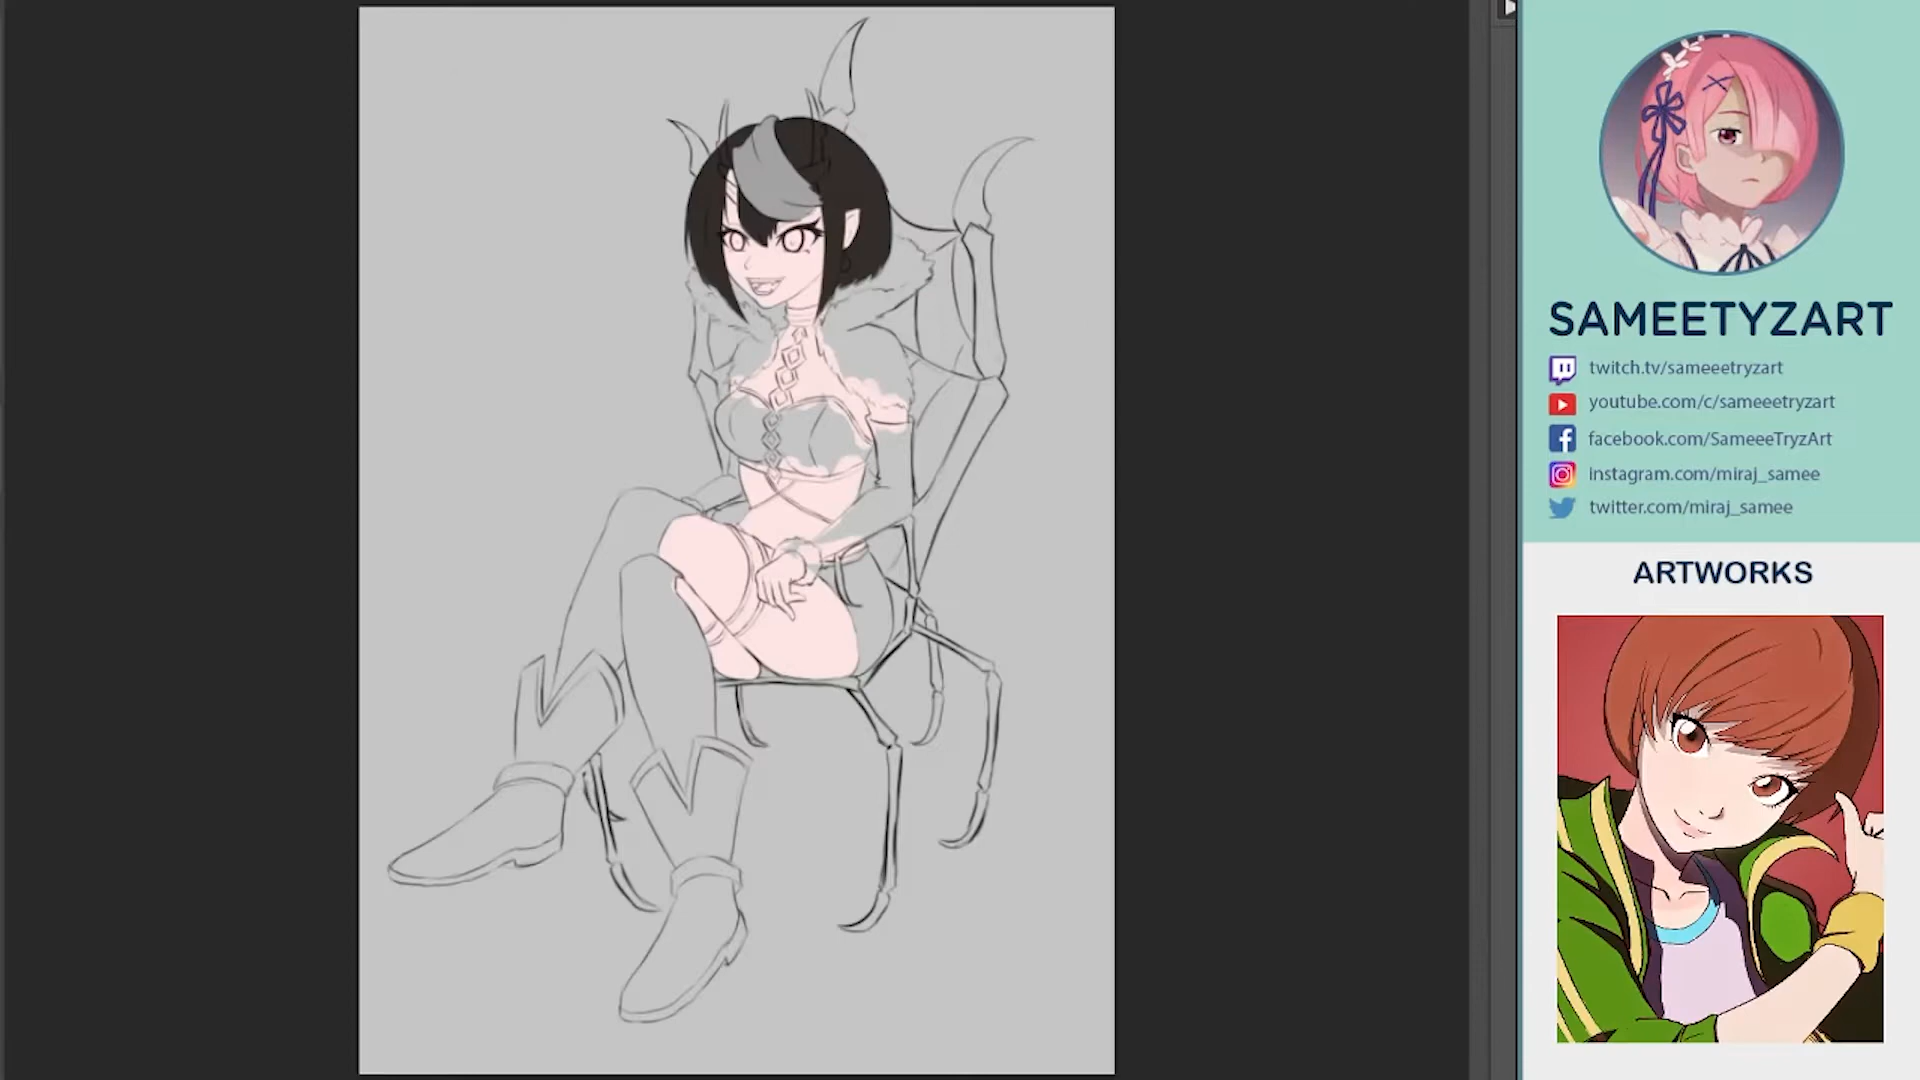 SAMEETYZART
twitch.tv/sameeetryzart
youtube.com/c/sameeetryzart
facebook.com/SameeeTryzArt
instagram.com/miraj_samee
twitter.com/miraj_samee
ARTWORKS